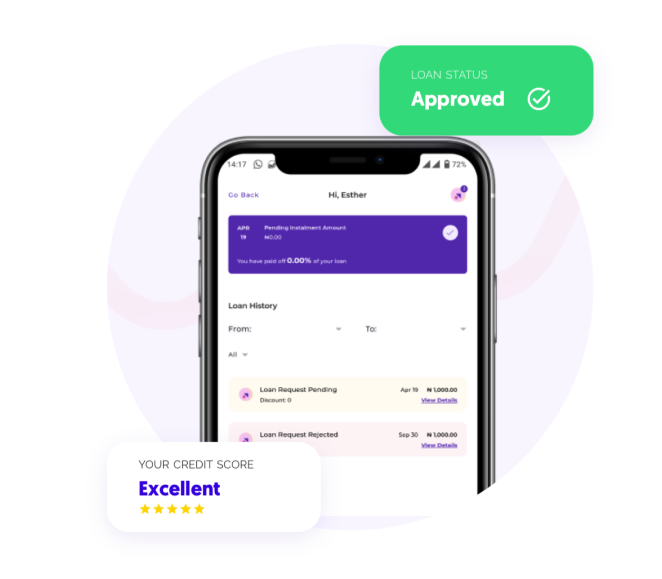 LOAN STATUS
Approved
14:17
72%
Go Back
Hi, Esther
1
APR
19
Pending Instalment Amount
₦0.00
You have paid off 0.00% of your loan
Loan History
From:
To:
All
Loan Request Pending
Apr 19
₦ 1,000.00
Discount: 0
View Details
Loan Request Rejected
Sep 30
₦ 1,000.00
View Details
YOUR CREDIT SCORE
Excellent